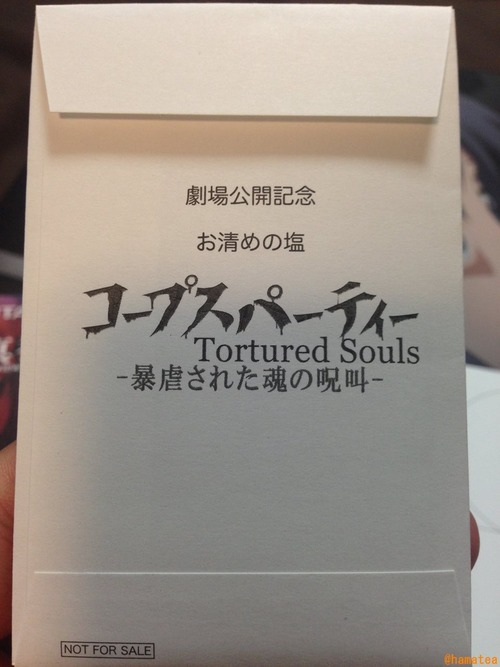 劇場公開記念
お清めの塩
コープスパーティー
Tortured Souls
-暴虐された魂の呪叫-
NOT FOR SALE
@hamatea